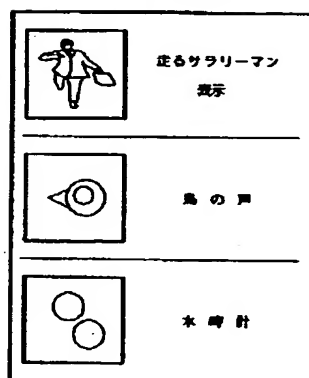 走るサラリーマン
表示
鳥の声
水時計